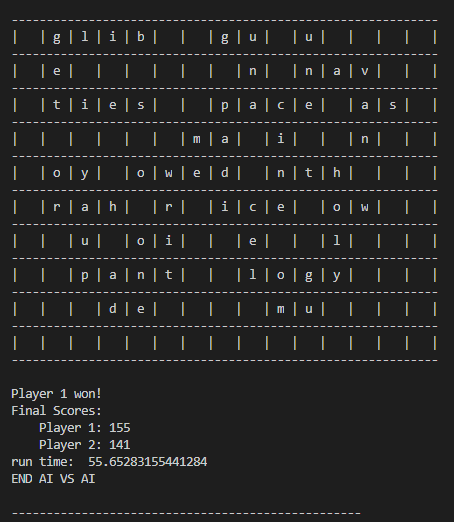 -------------------------------------------------------------
|   | g | l | i | b |   |   | g | u |   | u |   |   |   |   |
-------------------------------------------------------------
|   | e |   |   |   |   |   |   | n |   | n | a | v |   |   |
-------------------------------------------------------------
|   | t | i | e | s |   |   | p | a | c | e |   | a | s |   |
-------------------------------------------------------------
|   |   |   |   |   |   | m | a |   | i |   |   | n |   |   |
-------------------------------------------------------------
|   | o | y |   | o | w | e | d |   | n | t | h |   |   |   |
-------------------------------------------------------------
|   | r | a | h |   | r |   | i | c | e |   | o | w |   |   |
-------------------------------------------------------------
|   |   | u |   | o | i |   |   | e |   |   | l |   |   |   |
-------------------------------------------------------------
|   |   | p | a | n | t |   |   | l | o | g | y |   |   |   |
-------------------------------------------------------------
|   |   |   | d | e |   |   |   |   | m | u |   |   |   |   |
-------------------------------------------------------------
|   |   |   |   |   |   |   |   |   |   |   |   |   |   |   |
-------------------------------------------------------------
Player 1 won!
Final Scores:
    Player 1: 155
    Player 2: 141
run time:  55.65283155441284
END AI VS AI
--------------------------------------------------